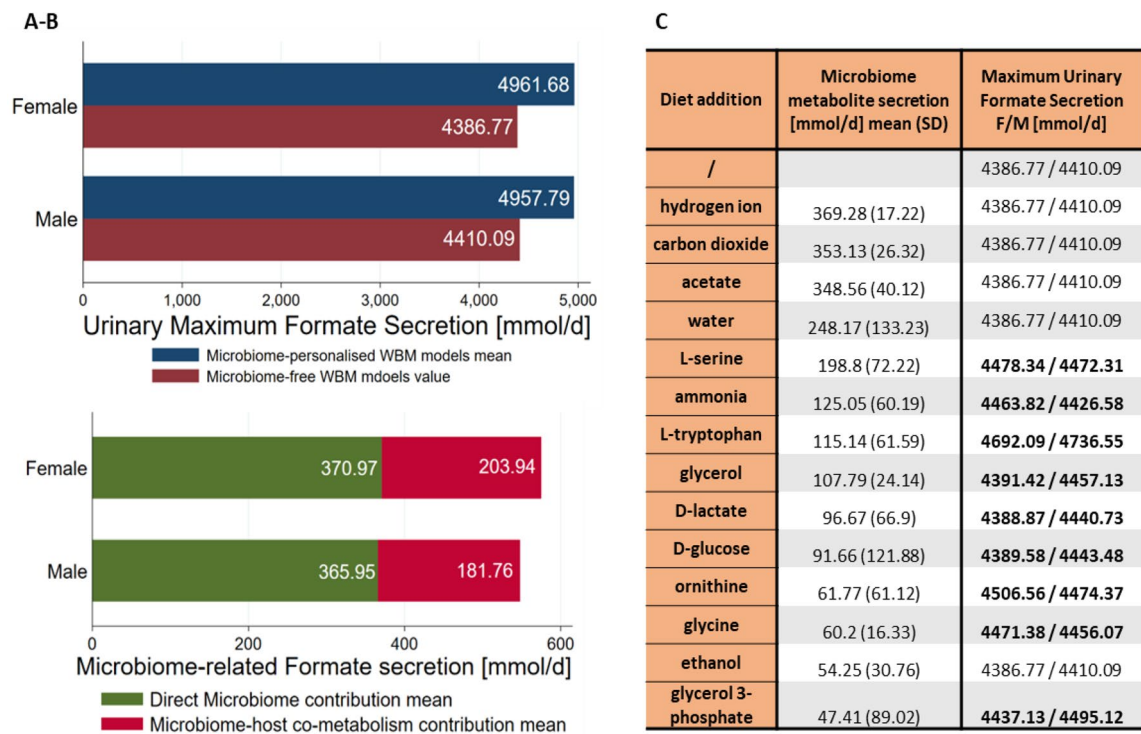 A-B
Female
4961.68
4386.77
Male
4957.79
4410.09
0 1,000 2,000 3,000 4,000 5,000
Urinary Maximum Formate Secretion [mmol/d]
Microbiome-personalised WBM models mean
Microbiome-free WBM mdoels value
Female
370.97 203.94
Male
365.95 181.76
0 200 400 600
Microbiome-related Formate secretion [mmol/d]
Direct Microbiome contribution mean
Microbiome-host co-metabolism contribution mean
C
Diet addition
Microbiome
metabolite secretion
[mmol/d] mean (SD)
Maximum Urinary
Formate Secretion
F/M [mmol/d]
/ 4386.77 / 4410.09
hydrogen ion 369.28 (17.22) 4386.77 / 4410.09
carbon dioxide 353.13 (26.32) 4386.77 / 4410.09
acetate 348.56 (40.12) 4386.77 / 4410.09
water 248.17 (133.23) 4386.77 / 4410.09
L-serine 198.8 (72.22) 4478.34 / 4472.31
ammonia 125.05 (60.19) 4463.82 / 4426.58
L-tryptophan 115.14 (61.59) 4692.09 / 4736.55
glycerol 107.79 (24.14) 4391.42 / 4457.13
D-lactate 96.67 (66.9) 4388.87 / 4440.73
D-glucose 91.66 (121.88) 4389.58 / 4443.48
ornithine 61.77 (61.12) 4506.56 / 4474.37
glycine 60.2 (16.33) 4471.38 / 4456.07
ethanol 54.25 (30.76) 4386.77 / 4410.09
glycerol 3-
phosphate 47.41 (89.02) 4437.13 / 4495.12